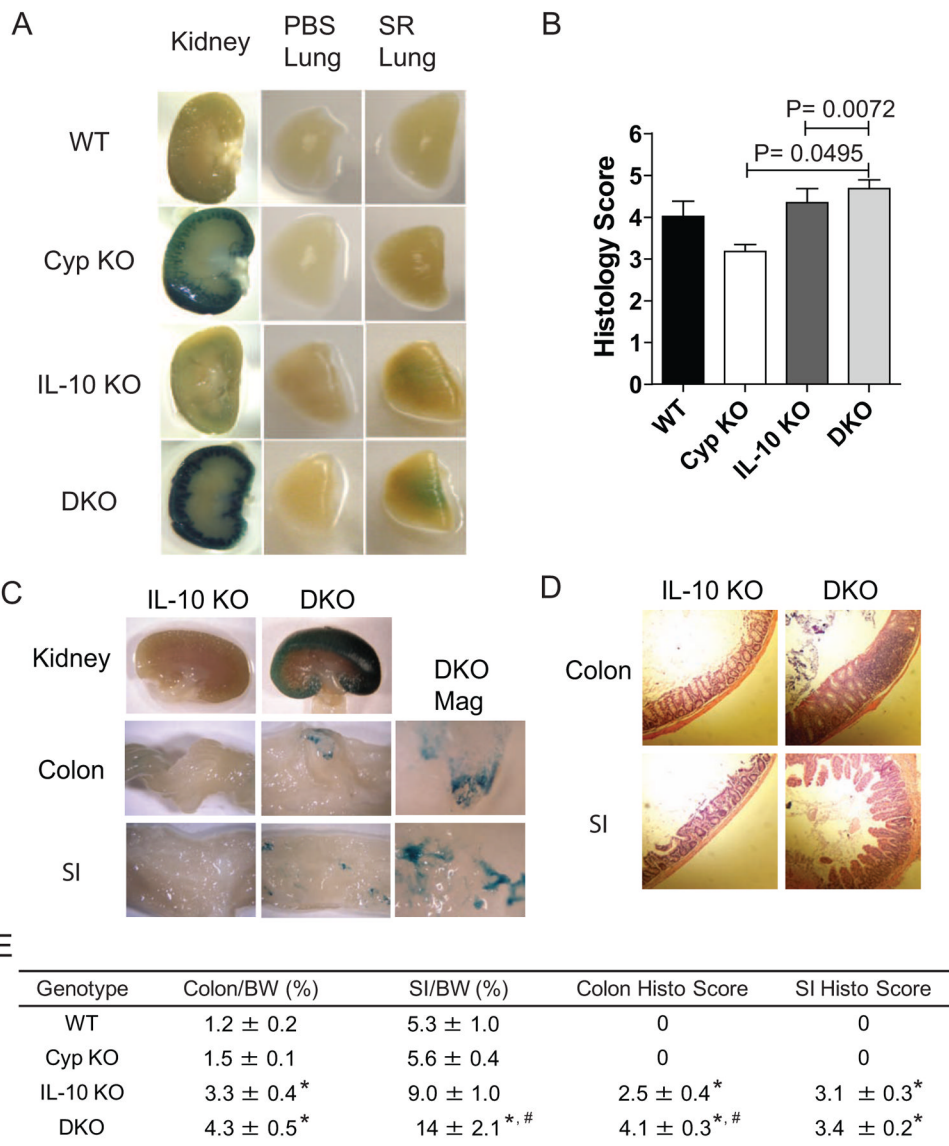 A
Kidney
PBS
Lung
SR
Lung
WT
Cyp KO
IL-10 KO
DKO
B
P= 0.0072
P= 0.0495
Histology Score
6
5
4
3
2
1
0
WT
Cyp KO
IL-10 KO
DKO
C
IL-10 KO DKO
Kidney
DKO
Mag
Colon
SI
D
IL-10 KO DKO
Colon
SI
E
Genotype Colon/BW (%) SI/BW (%) Colon Histo Score SI Histo Score
WT 1.2 ± 0.2 5.3 ± 1.0 0 0
Cyp KO 1.5 ± 0.1 5.6 ± 0.4 0 0
IL-10 KO 3.3 ± 0.4* 9.0 ± 1.0 2.5 ± 0.4* 3.1 ± 0.3*
DKO 4.3 ± 0.5* 14 ± 2.1*,# 4.1 ± 0.3*,# 3.4 ± 0.2*